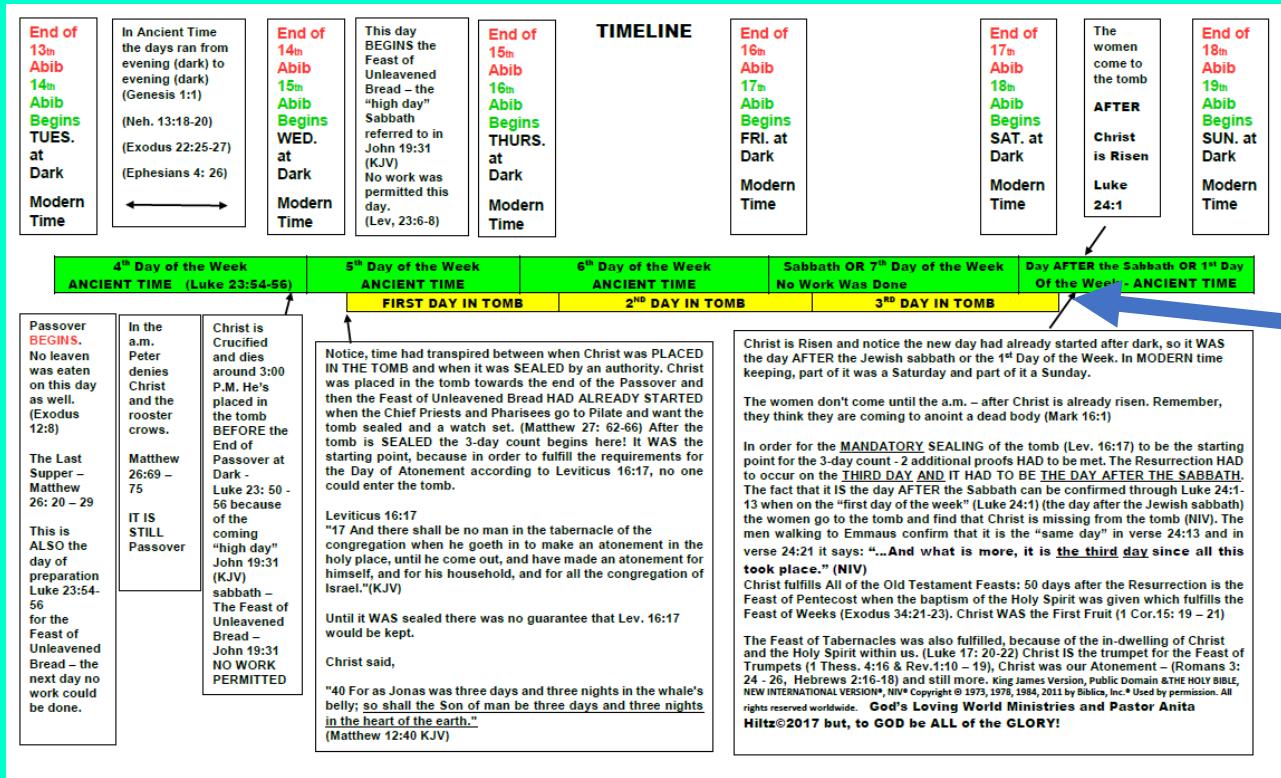 TIMELINE
End of
13th
Abib
14th
Abib
Begins
TUES.
at
Dark
Modern
Time
In Ancient Time
the days ran from
evening (dark) to
evening (dark)
(Genesis 1:1)
(Neh. 13:18-20)
(Exodus 22:25-27)
(Ephesians 4: 26)
End of
14th
Abib
15th
Abib
Begins
WED.
at
Dark
Modern
Time
This day
BEGINS the
Feast of
Unleavened
Bread – the
“high day”
Sabbath
referred to in
John 19:31
(KJV)
No work was
permitted this
day.
(Lev, 23:6-8)
End of
15th
Abib
16th
Abib
Begins
THURS.
at
Dark
Modern
Time
End of
16th
Abib
17th
Abib
Begins
FRI. at
Dark
Modern
Time
End of
17th
Abib
18th
Abib
Begins
SAT. at
Dark
Modern
Time
The
women
come to
the tomb
AFTER
Christ
is Risen
Luke
24:1
End of
18th
Abib
19th
Abib
Begins
SUN. at
Dark
Modern
Time
4th Day of the Week
ANCIENT TIME (Luke 23:54-56)
5th Day of the Week
ANCIENT TIME
6th Day of the Week
ANCIENT TIME
Sabbath OR 7th Day of the Week
No Work Was Done
Day AFTER the Sabbath OR 1st Day
Of the Week - ANCIENT TIME
FIRST DAY IN TOMB
2ND DAY IN TOMB
3RD DAY IN TOMB
Passover
BEGINS.
No leaven
was eaten
on this day
as well.
(Exodus
12:8)
The Last
Supper –
Matthew
26: 20 – 29
This is
ALSO the
day of
preparation
Luke 23:54-
56
for the
Feast of
Unleavened
Bread – the
next day no
work could
be done.
In the
a.m.
Peter
denies
Christ
and the
rooster
crows.
Matthew
26:69 –
75
IT IS
STILL
Passover
Christ is
Crucified
and dies
around 3:00
P.M. He's
placed in
the tomb
BEFORE the
End of
Passover at
Dark -
Luke 23: 50 -
56 because
of the
coming
“high day”
John 19:31
(KJV)
sabbath –
The Feast of
Unleavened
Bread –
John 19:31
NO WORK
PERMITTED
Notice, time had transpired between when Christ was PLACED
IN THE TOMB and when it was SEALED by an authority. Christ
was placed in the tomb towards the end of the Passover and
then the Feast of Unleavened Bread HAD ALREADY STARTED
when the Chief Priests and Pharisees go to Pilate and want the
tomb sealed and a watch set. (Matthew 27: 62-66) After the
tomb is SEALED the 3-day count begins here! It WAS the
starting point, because in order to fulfill the requirements for
the Day of Atonement according to Leviticus 16:17, no one
could enter the tomb.
Leviticus 16:17
"17 And there shall be no man in the tabernacle of the
congregation when he goeth in to make an atonement in the
holy place, until he come out, and have made an atonement for
himself, and for his household, and for all the congregation of
Israel."(KJV)
Until it WAS sealed there was no guarantee that Lev. 16:17
would be kept.
Christ said,
"40 For as Jonas was three days and three nights in the whale's
belly; so shall the Son of man be three days and three nights
in the heart of the earth."
(Matthew 12:40 KJV)
Christ is Risen and notice the new day had already started after dark, so it WAS
the day AFTER the Jewish sabbath or the 1st Day of the Week. In MODERN time
keeping, part of it was a Saturday and part of it a Sunday.
The women don't come until the a.m. – after Christ is already risen. Remember,
they think they are coming to anoint a dead body (Mark 16:1)
In order for the MANDATORY SEALING of the tomb (Lev. 16:17) to be the starting
point for the 3-day count - 2 additional proofs HAD to be met. The Resurrection HAD
to occur on the THIRD DAY AND IT HAD TO BE THE DAY AFTER THE SABBATH.
The fact that it IS the day AFTER the Sabbath can be confirmed through Luke 24:1-
13 when on the “first day of the week” (Luke 24:1) (the day after the Jewish sabbath)
the women go to the tomb and find that Christ is missing from the tomb (NIV). The
men walking to Emmaus confirm that it is the “same day” in verse 24:13 and in
verse 24:21 it says: “...And what is more, it is the third day since all this
took place.” (NIV)
Christ fulfills All of the Old Testament Feasts: 50 days after the Resurrection is the
Feast of Pentecost when the baptism of the Holy Spirit was given which fulfills the
Feast of Weeks (Exodus 34:21-23). Christ WAS the First Fruit (1 Cor.15: 19 – 21)
The Feast of Tabernacles was also fulfilled, because of the in-dwelling of Christ
and the Holy Spirit within us. (Luke 17: 20-22) Christ IS the trumpet for the Feast of
Trumpets (1 Thess. 4:16 & Rev.1:10 – 19), Christ was our Atonement – (Romans 3:
24 - 26, Hebrews 2:16-18) and still more. King James Version, Public Domain &THE HOLY BIBLE,
NEW INTERNATIONAL VERSION®, NIV® Copyright © 1973, 1978, 1984, 2011 by Biblica, Inc.® Used by permission. All
rights reserved worldwide. God's Loving World Ministries and Pastor Anita
Hiltz©2017 but, to GOD be ALL of the GLORY!